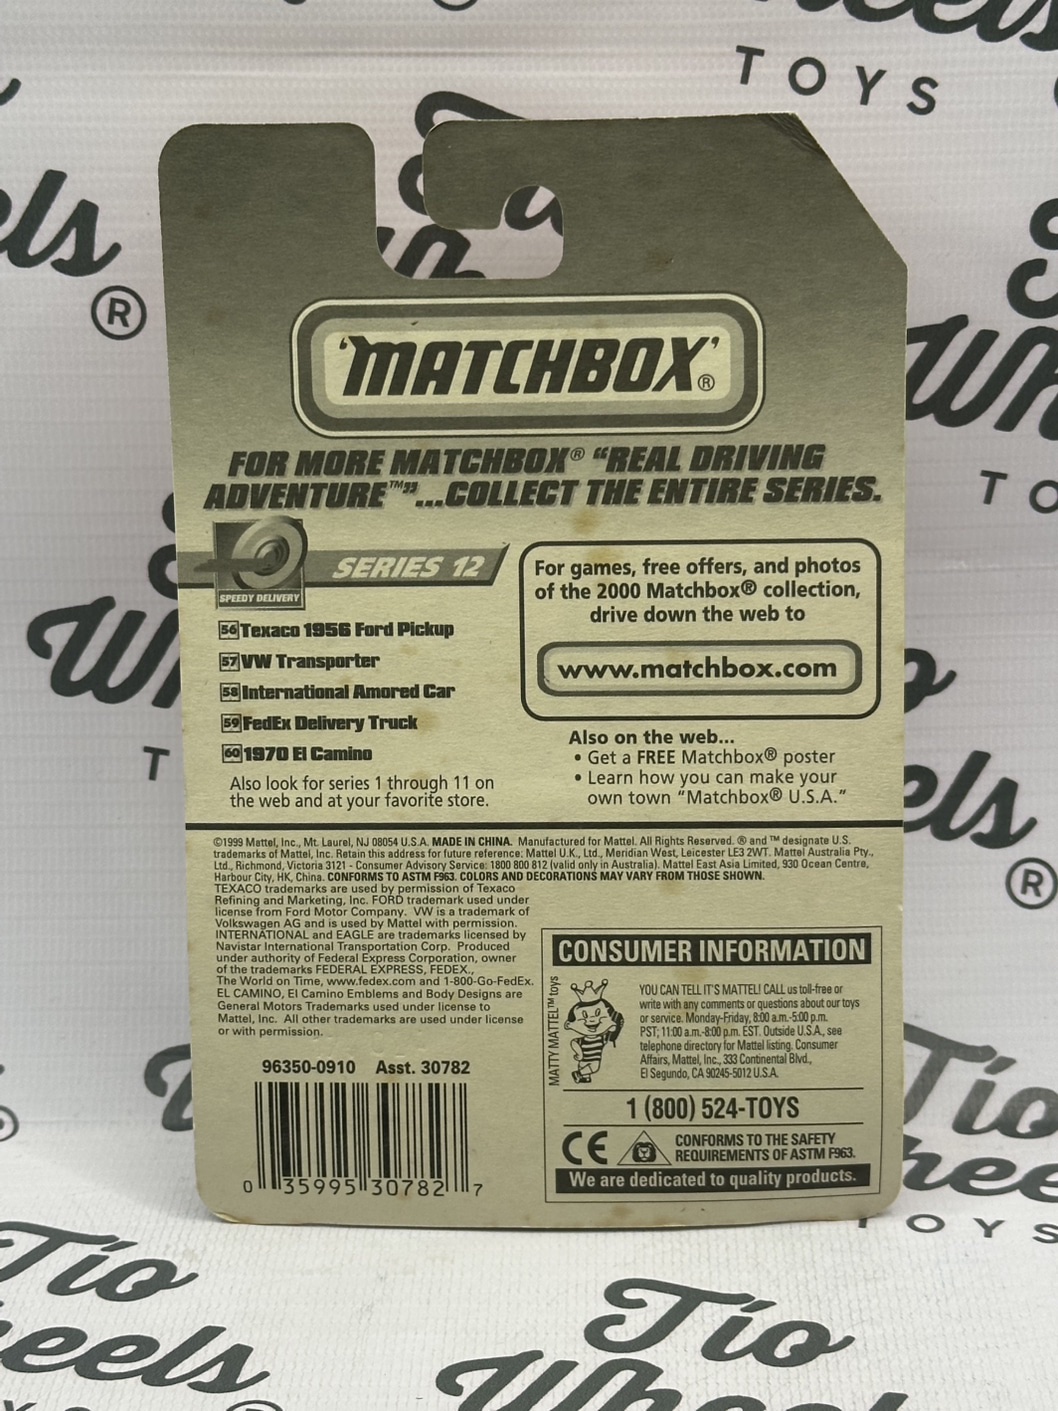 TOYS
Wheels
els
®
'MATCHBOX'®
FOR MORE MATCHBOX® “REAL DRIVING
ADVENTURE™”...COLLECT THE ENTIRE SERIES.
SPEEDY DELIVERY
SERIES 12
56 Texaco 1956 Ford Pickup
57 VW Transporter
58 International Amored Car
59 FedEx Delivery Truck
60 1970 El Camino
Also look for series 1 through 11 on
the web and at your favorite store.
For games, free offers, and photos
of the 2000 Matchbox® collection,
drive down the web to
www.matchbox.com
Also on the web...
• Get a FREE Matchbox® poster
• Learn how you can make your
own town “Matchbox® U.S.A.”
©1999 Mattel, Inc., Mt. Laurel, NJ 08054 U.S.A. MADE IN CHINA. Manufactured for Mattel. All Rights Reserved. ® and ™ designate U.S.
trademarks of Mattel, Inc. Retain this address for future reference: Mattel U.K., Ltd., Meridian West, Leicester LE3 2WT. Mattel Australia Pty.,
Ltd., Richmond, Victoria 3121 - Consumer Advisory Service: 1800 800 812 (valid only in Australia). Mattel East Asia Limited, 930 Ocean Centre,
Harbour City, HK, China. CONFORMS TO ASTM F963. COLORS AND DECORATIONS MAY VARY FROM THOSE SHOWN.
TEXACO trademarks are used by permission of Texaco
Refining and Marketing, Inc. FORD trademark used under
license from Ford Motor Company. VW is a trademark of
Volkswagen AG and is used by Mattel with permission.
INTERNATIONAL and EAGLE are trademarks licensed by
Navistar International Transportation Corp. Produced
under authority of Federal Express Corporation, owner
of the trademarks FEDERAL EXPRESS, FEDEX.,
The World on Time, www.fedex.com and 1-800-Go-FedEx.
EL CAMINO, El Camino Emblems and Body Designs are
General Motors Trademarks used under license to
Mattel, Inc. All other trademarks are used under license
or with permission.
96350-0910 Asst. 30782
0 35995 30782 7
CONSUMER INFORMATION
MATTY MATTEL™ toys
YOU CAN TELL IT'S MATTEL! CALL us toll-free or
write with any comments or questions about our toys
or service. Monday-Friday, 8:00 a.m.-5:00 p.m.
PST; 11:00 a.m.-8:00 p.m. EST. Outside U.S.A., see
telephone directory for Mattel listing. Consumer
Affairs, Mattel, Inc., 333 Continental Blvd.,
El Segundo, CA 90245-5012 U.S.A.
1 (800) 524-TOYS
CE
CONFORMS TO THE SAFETY
REQUIREMENTS OF ASTM F963.
We are dedicated to quality products.
Tio
Wheels
Tio
eels